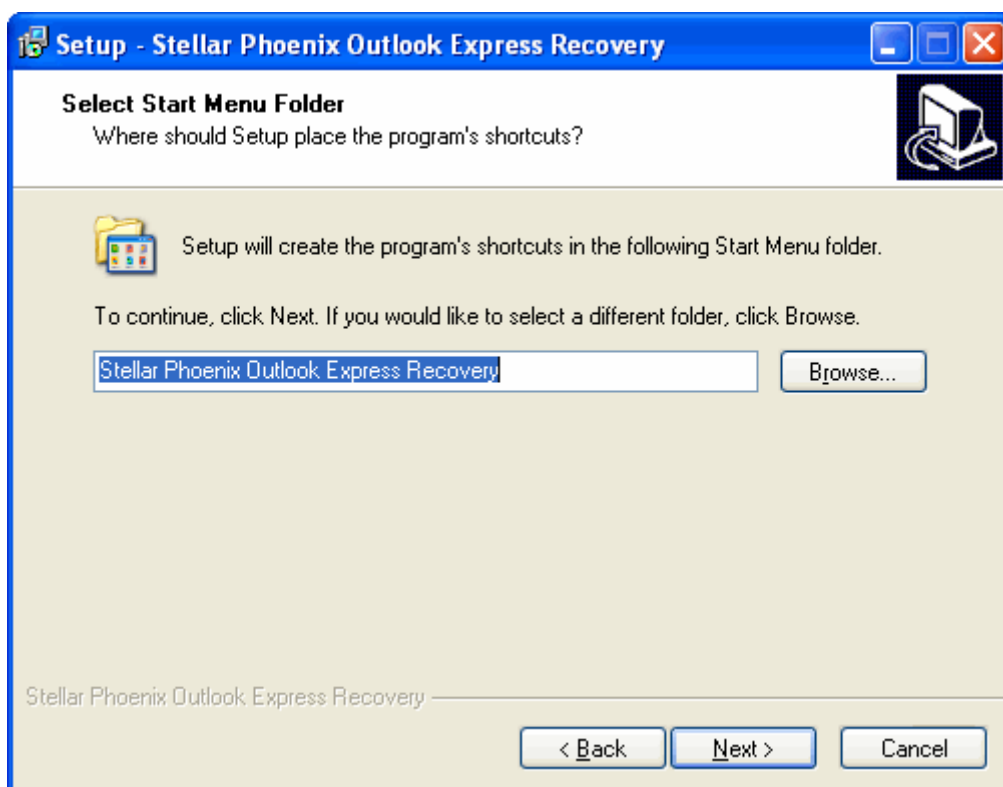 Setup - Stellar Phoenix Outlook Express Recovery
Select Start Menu Folder
Where should Setup place the program's shortcuts?
Setup will create the program's shortcuts in the following Start Menu folder.
To continue, click Next. If you would like to select a different folder, click Browse.
Stellar Phoenix Outlook Express Recovery
Browse...
Stellar Phoenix Outlook Express Recovery
< Back
Next >
Cancel